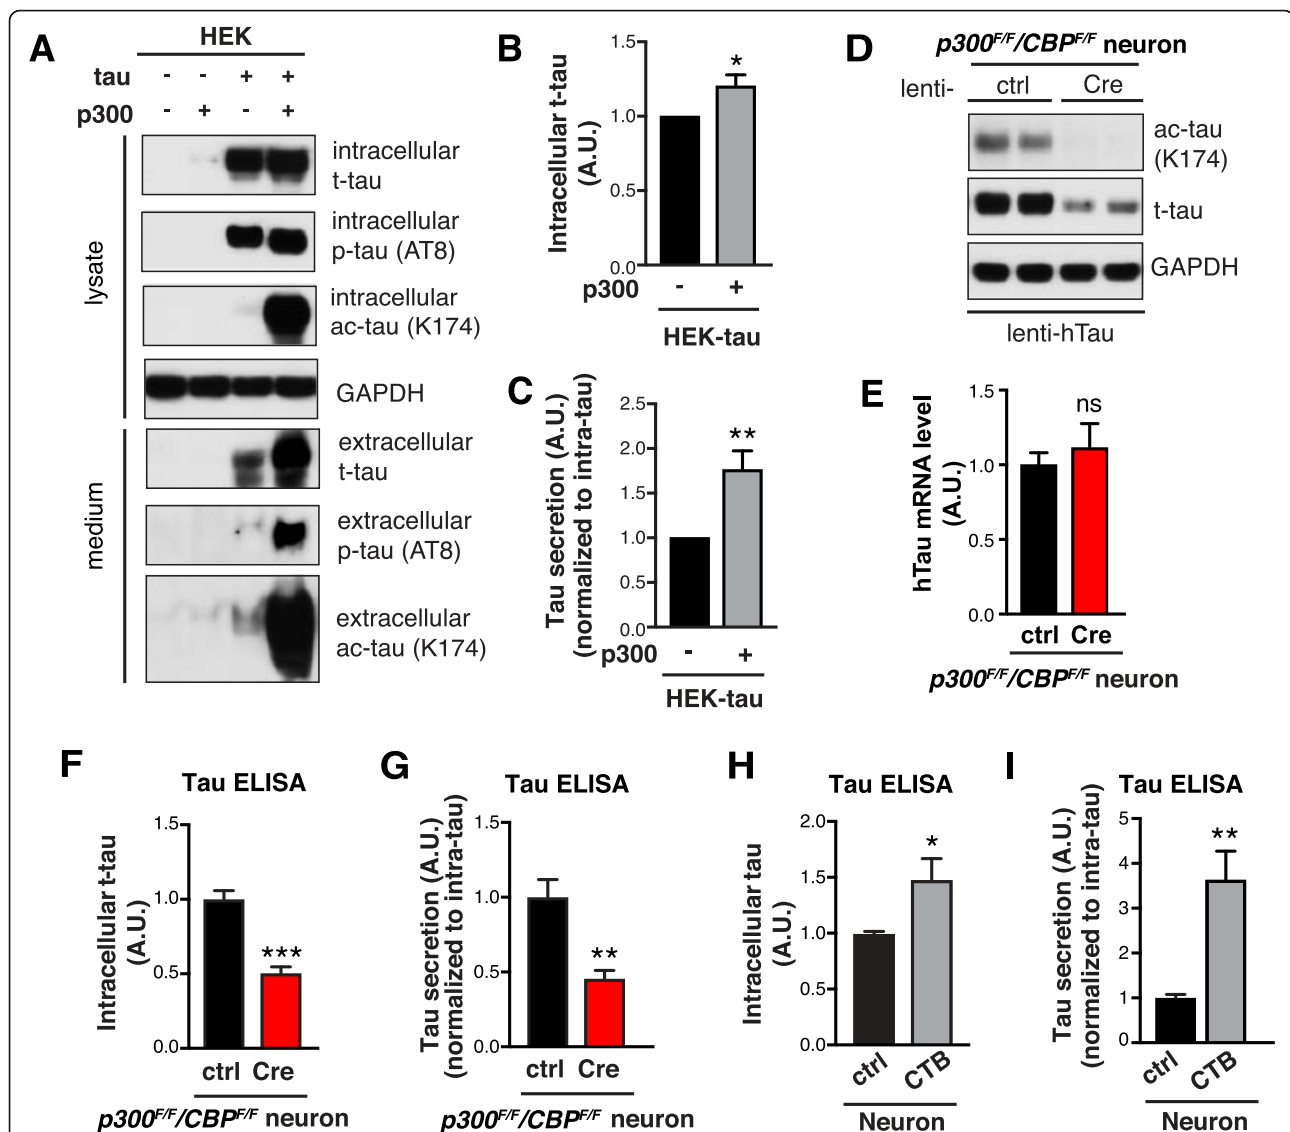 A
HEK
tau - - + +
p300 - + - +
lysate
intracellular
t-tau
intracellular
p-tau (AT8)
intracellular
ac-tau (K174)
GAPDH
medium
extracellular
t-tau
extracellular
p-tau (AT8)
extracellular
ac-tau (K174)
B
Intracellular t-tau
(A.U.)
1.5
1.0
0.5
0.0
*
p300 - +
HEK-tau
C
Tau secretion (A.U.)
(normalized to intra-tau)
2.5
2.0
1.5
1.0
0.5
0.0
**
p300 - +
HEK-tau
D
p300F/F/CBPF/F neuron
lenti- ctrl Cre
ac-tau
(K174)
t-tau
GAPDH
lenti-hTau
E
hTau mRNA level
(A.U.)
1.5
1.0
0.5
0.0
ns
ctrl Cre
p300F/F/CBPF/F neuron
F
Tau ELISA
Intracellular t-tau
(A.U.)
1.5
1.0
0.5
0.0
***
ctrl Cre
p300F/F/CBPF/F neuron
G
Tau ELISA
Tau secretion (A.U.)
(normalized to intra-tau)
1.5
1.0
0.5
0.0
**
ctrl Cre
p300F/F/CBPF/F neuron
H
Tau ELISA
Intracellular tau
(A.U.)
2.0
1.5
1.0
0.5
0.0
*
ctrl CTB
Neuron
I
Tau ELISA
Tau secretion (A.U.)
(normalized to intra-tau)
5
4
3
2
1
0
**
ctrl CTB
Neuron